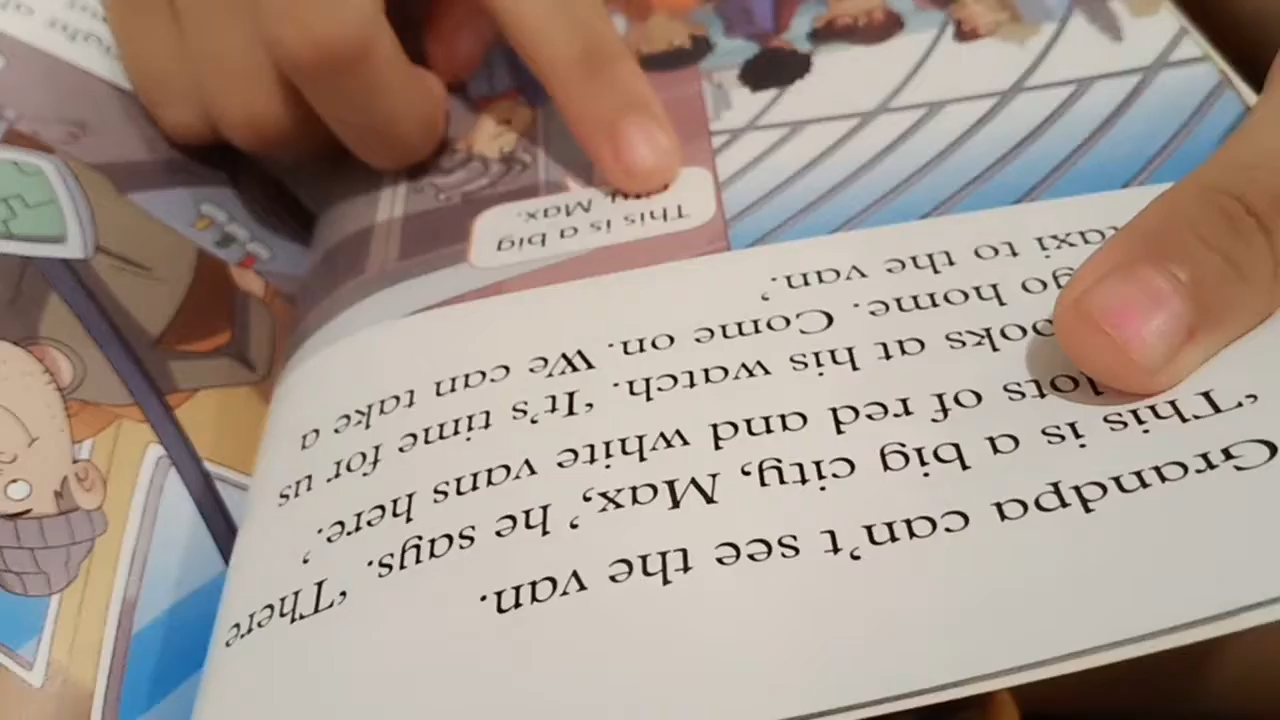 Grandpa can't see the van.
'This is a big city, Max,' he says. 'There
lots of red and white vans here.'
looks at his watch. 'It's time for us
go home. Come on. We can take a
taxi to the van.'
This is a big
Max.